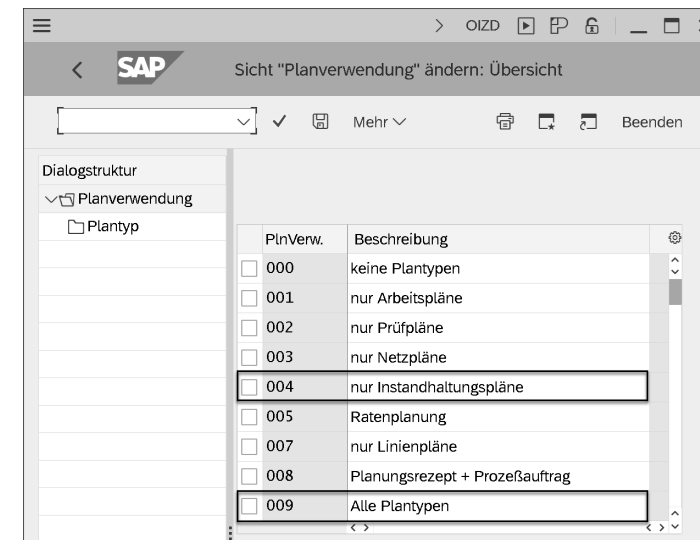 OIZD
SAP
Sicht "Planverwendung" ändern: Übersicht
Mehr
Beenden
Dialogstruktur
Planverwendung
Plantyp
PlnVerw. Beschreibung
000 keine Plantypen
001 nur Arbeitspläne
002 nur Prüfpläne
003 nur Netzpläne
004 nur Instandhaltungspläne
005 Ratenplanung
007 nur Linienpläne
008 Planungsrezept + Prozeßauftrag
009 Alle Plantypen